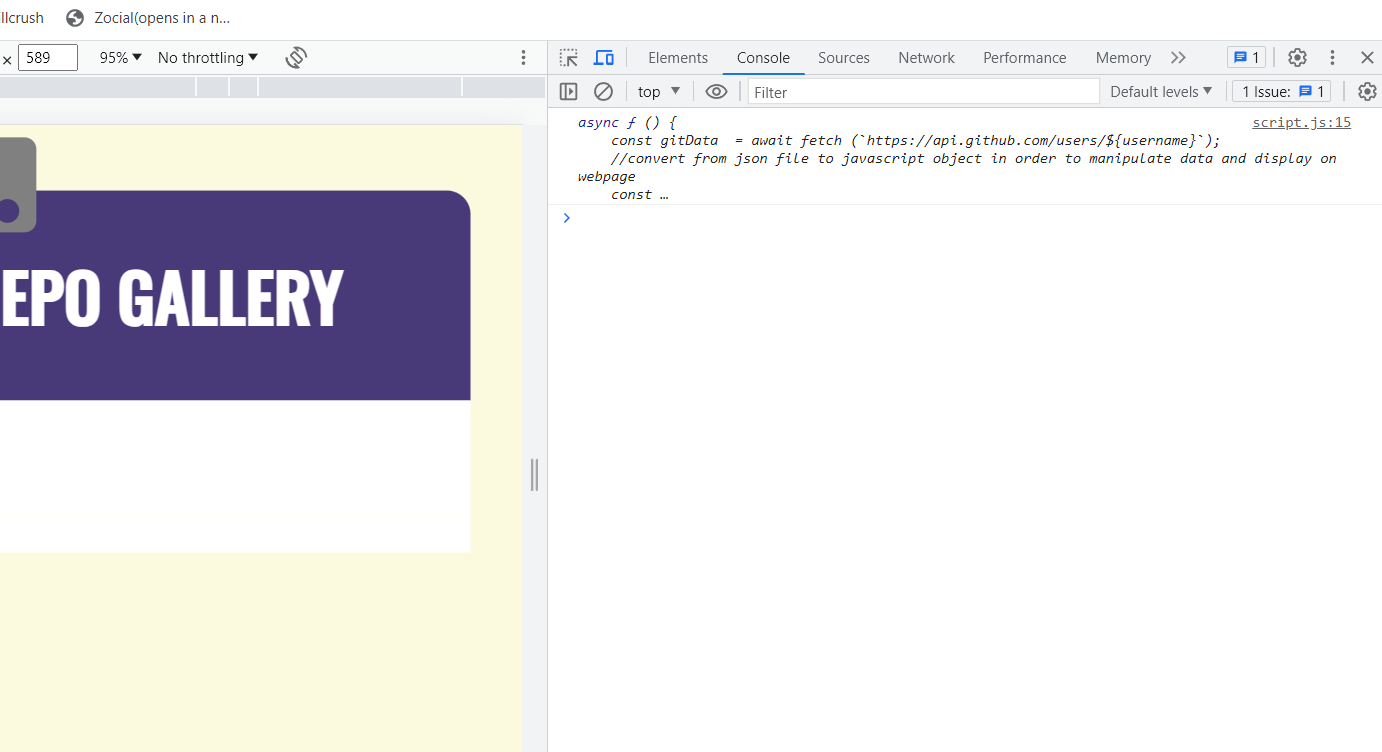 llcrush Zocial(opens in a n...
× 589 95% No throttling
Elements Console Sources Network Performance Memory 1
top Filter Default levels 1 Issue: 1
async ƒ () { script.js:15
const gitData = await fetch (`https://api.github.com/users/${username}`);
//convert from json file to javascript object in order to manipulate data and display on
webpage
const …
EPO GALLERY